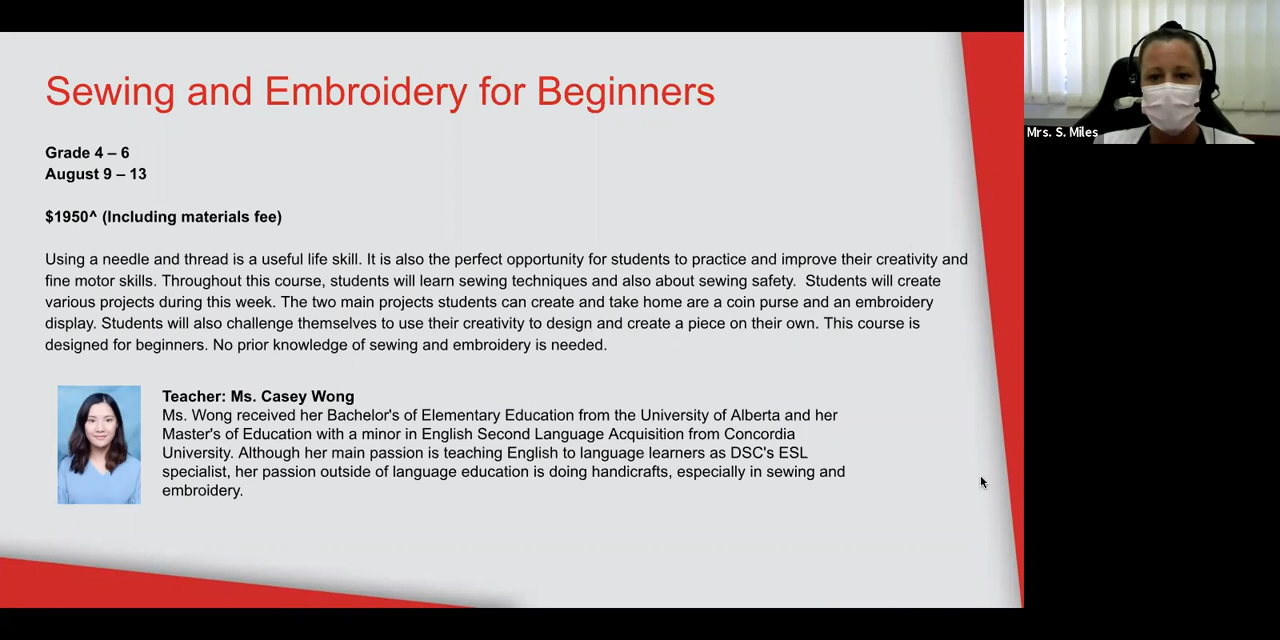 Sewing and Embroidery for Beginners
Grade 4 – 6
August 9 – 13
$1950^ (Including materials fee)
Using a needle and thread is a useful life skill. It is also the perfect opportunity for students to practice and improve their creativity and
fine motor skills. Throughout this course, students will learn sewing techniques and also about sewing safety.  Students will create
various projects during this week. The two main projects students can create and take home are a coin purse and an embroidery
display. Students will also challenge themselves to use their creativity to design and create a piece on their own. This course is
designed for beginners. No prior knowledge of sewing and embroidery is needed.
Teacher: Ms. Casey Wong
Ms. Wong received her Bachelor's of Elementary Education from the University of Alberta and her
Master's of Education with a minor in English Second Language Acquisition from Concordia
University. Although her main passion is teaching English to language learners as DSC's ESL
specialist, her passion outside of language education is doing handicrafts, especially in sewing and
embroidery.
Mrs. S. Miles